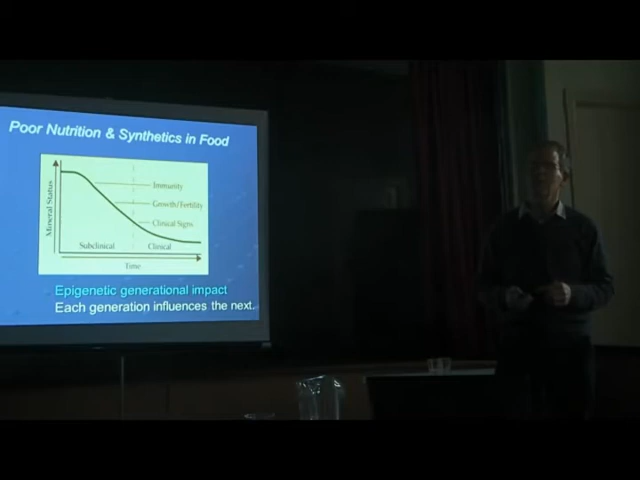 Poor Nutrition & Synthetics in Food
Mineral Status
Immunity
Growth/Fertility
Clinical Signs
Subclinical
Clinical
Time
Epigenetic generational impact
Each generation influences the next.